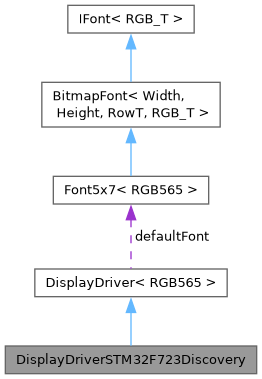 IFont< RGB_T >
BitmapFont< Width,
Height, RowT, RGB_T >
Font5x7< RGB565 >
defaultFont
DisplayDriver< RGB565 >
DisplayDriverSTM32F723Discovery